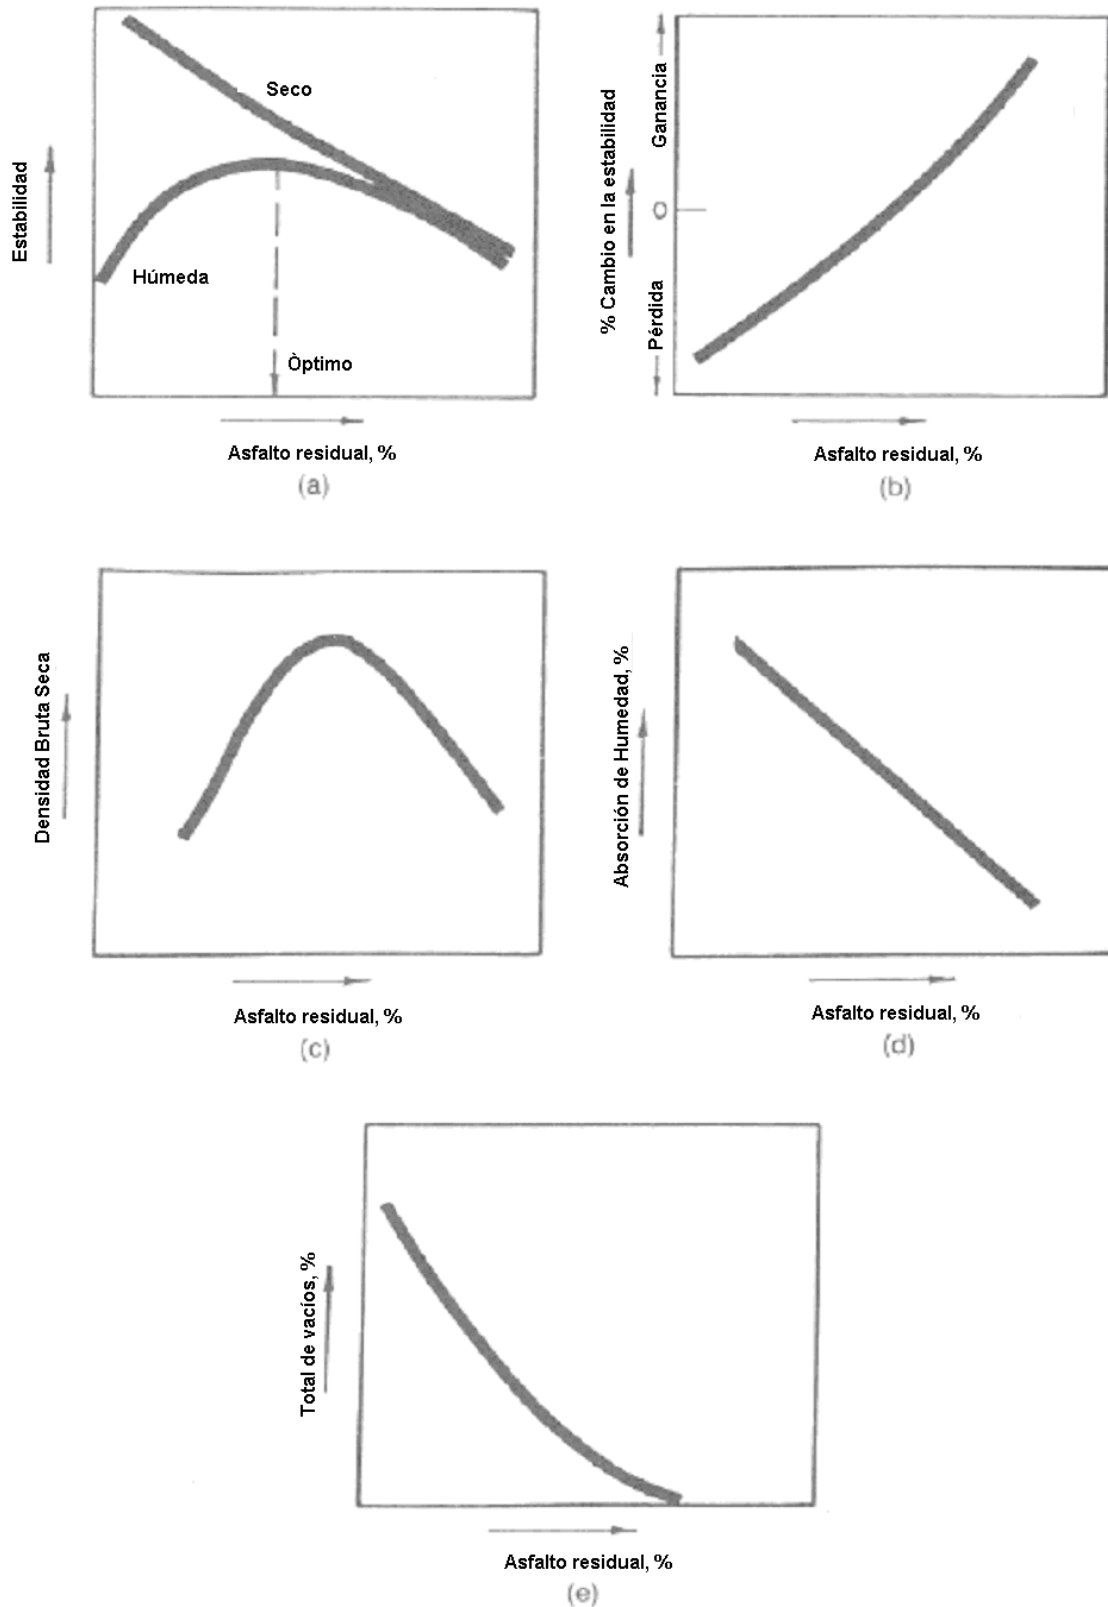 Estabilidad
Seco
Húmeda
Òptimo
Asfalto residual, %
(a)
% Cambio en la estabilidad
Ganancia
O
Pérdida
Asfalto residual, %
(b)
Densidad Bruta Seca
Asfalto residual, %
(c)
Absorción de Humedad, %
Asfalto residual, %
(d)
Total de vacíos, %
Asfalto residual, %
(e)